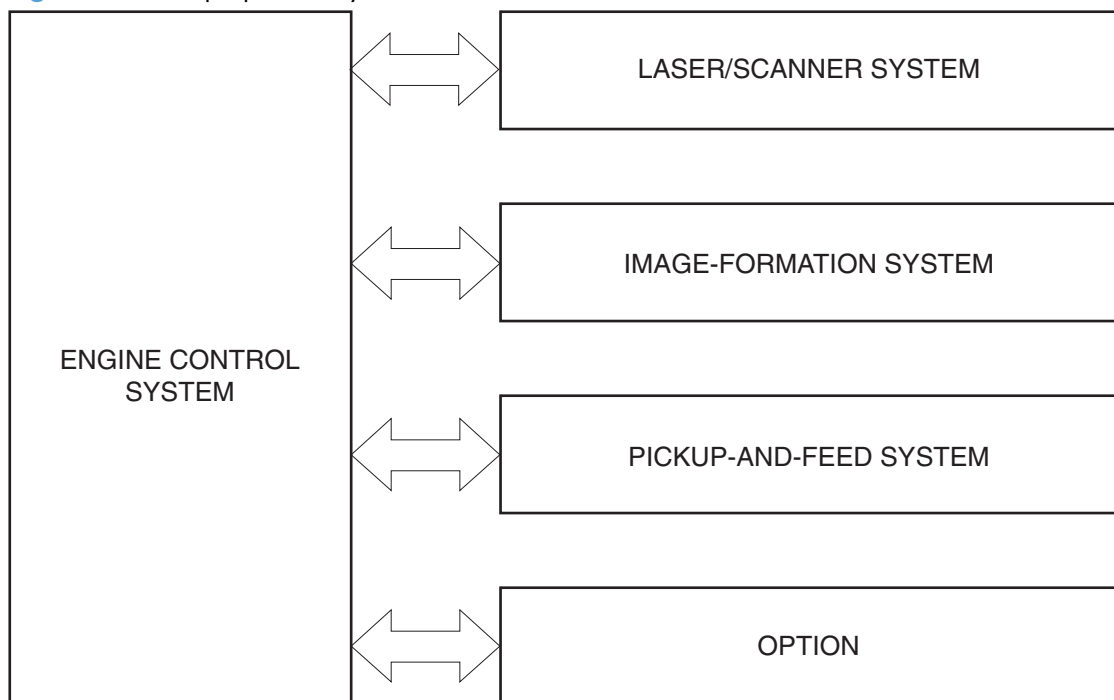 ENGINE CONTROL
SYSTEM
LASER/SCANNER SYSTEM
IMAGE-FORMATION SYSTEM
PICKUP-AND-FEED SYSTEM
OPTION